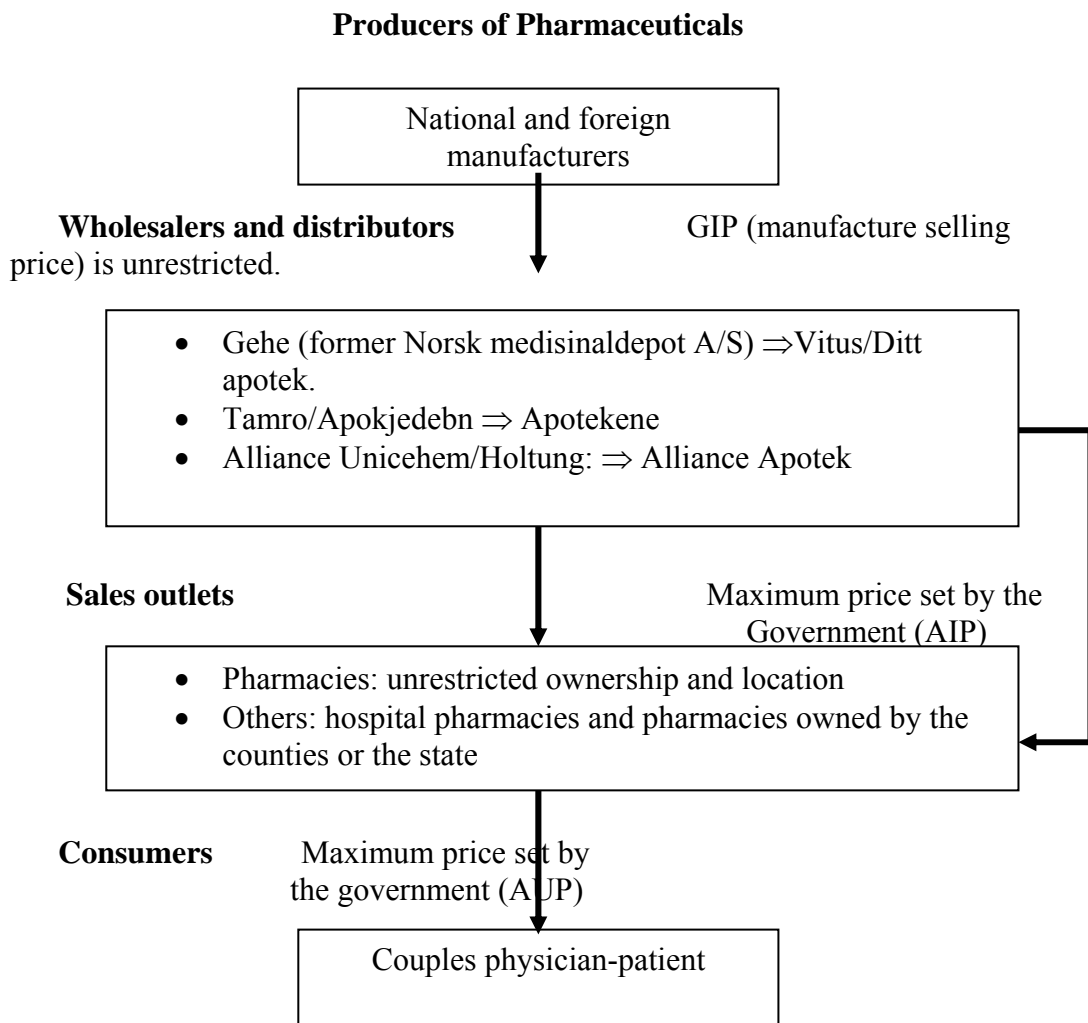 Producers of Pharmaceuticals
National and foreign
manufacturers
Wholesalers and distributors GIP (manufacture selling
price) is unrestricted.
• Gehe (former Norsk medisinaldepot A/S) ⇒Vitus/Ditt
apotek.
• Tamro/Apokjedebn ⇒ Apotekene
• Alliance Unicehem/Holtung: ⇒ Alliance Apotek
Sales outlets Maximum price set by the
Government (AIP)
• Pharmacies: unrestricted ownership and location
• Others: hospital pharmacies and pharmacies owned by the
counties or the state
Consumers Maximum price set by
the government (AUP)
Couples physician-patient